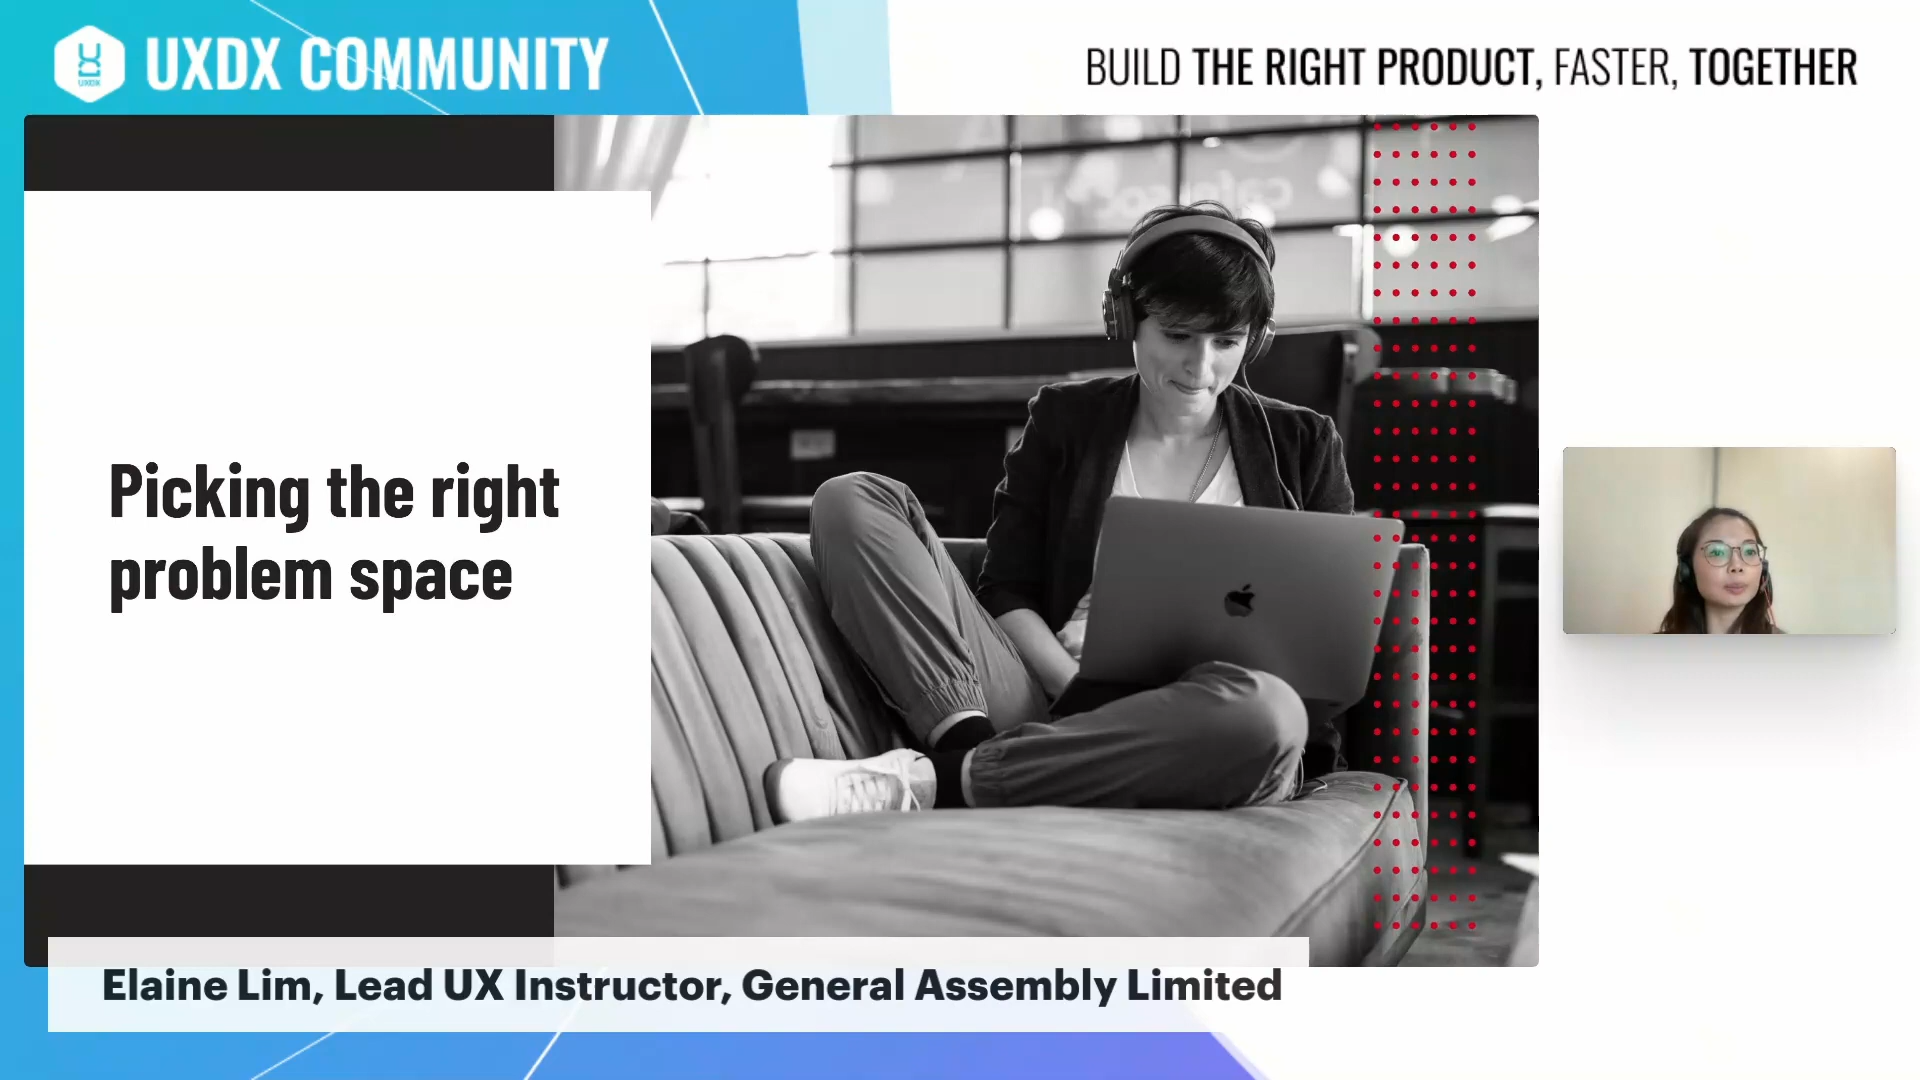 UXDX
UXDX COMMUNITY
BUILD THE RIGHT PRODUCT, FASTER, TOGETHER
Picking the right
problem space
Elaine Lim, Lead UX Instructor, General Assembly Limited